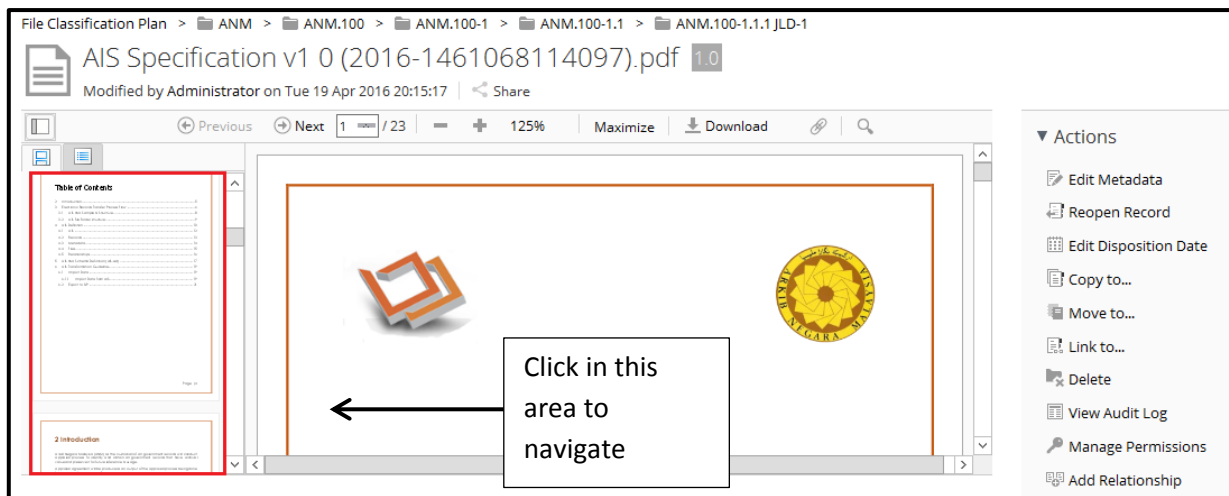 File Classification Plan > ANM > ANM.100 > ANM.100-1 > ANM.100-1.1 > ANM.100-1.1.1 JLD-1
AIS Specification v1 0 (2016-1461068114097).pdf 1.0
Modified by Administrator on Tue 19 Apr 2016 20:15:17 Share
Previous Next 1 / 23 125% Maximize Download
Table of Contents
2 Introduction
ARKIB NEGARA MALAYSIA
Click in this
area to
navigate
Actions
Edit Metadata
Reopen Record
Edit Disposition Date
Copy to...
Move to...
Link to...
Delete
View Audit Log
Manage Permissions
Add Relationship